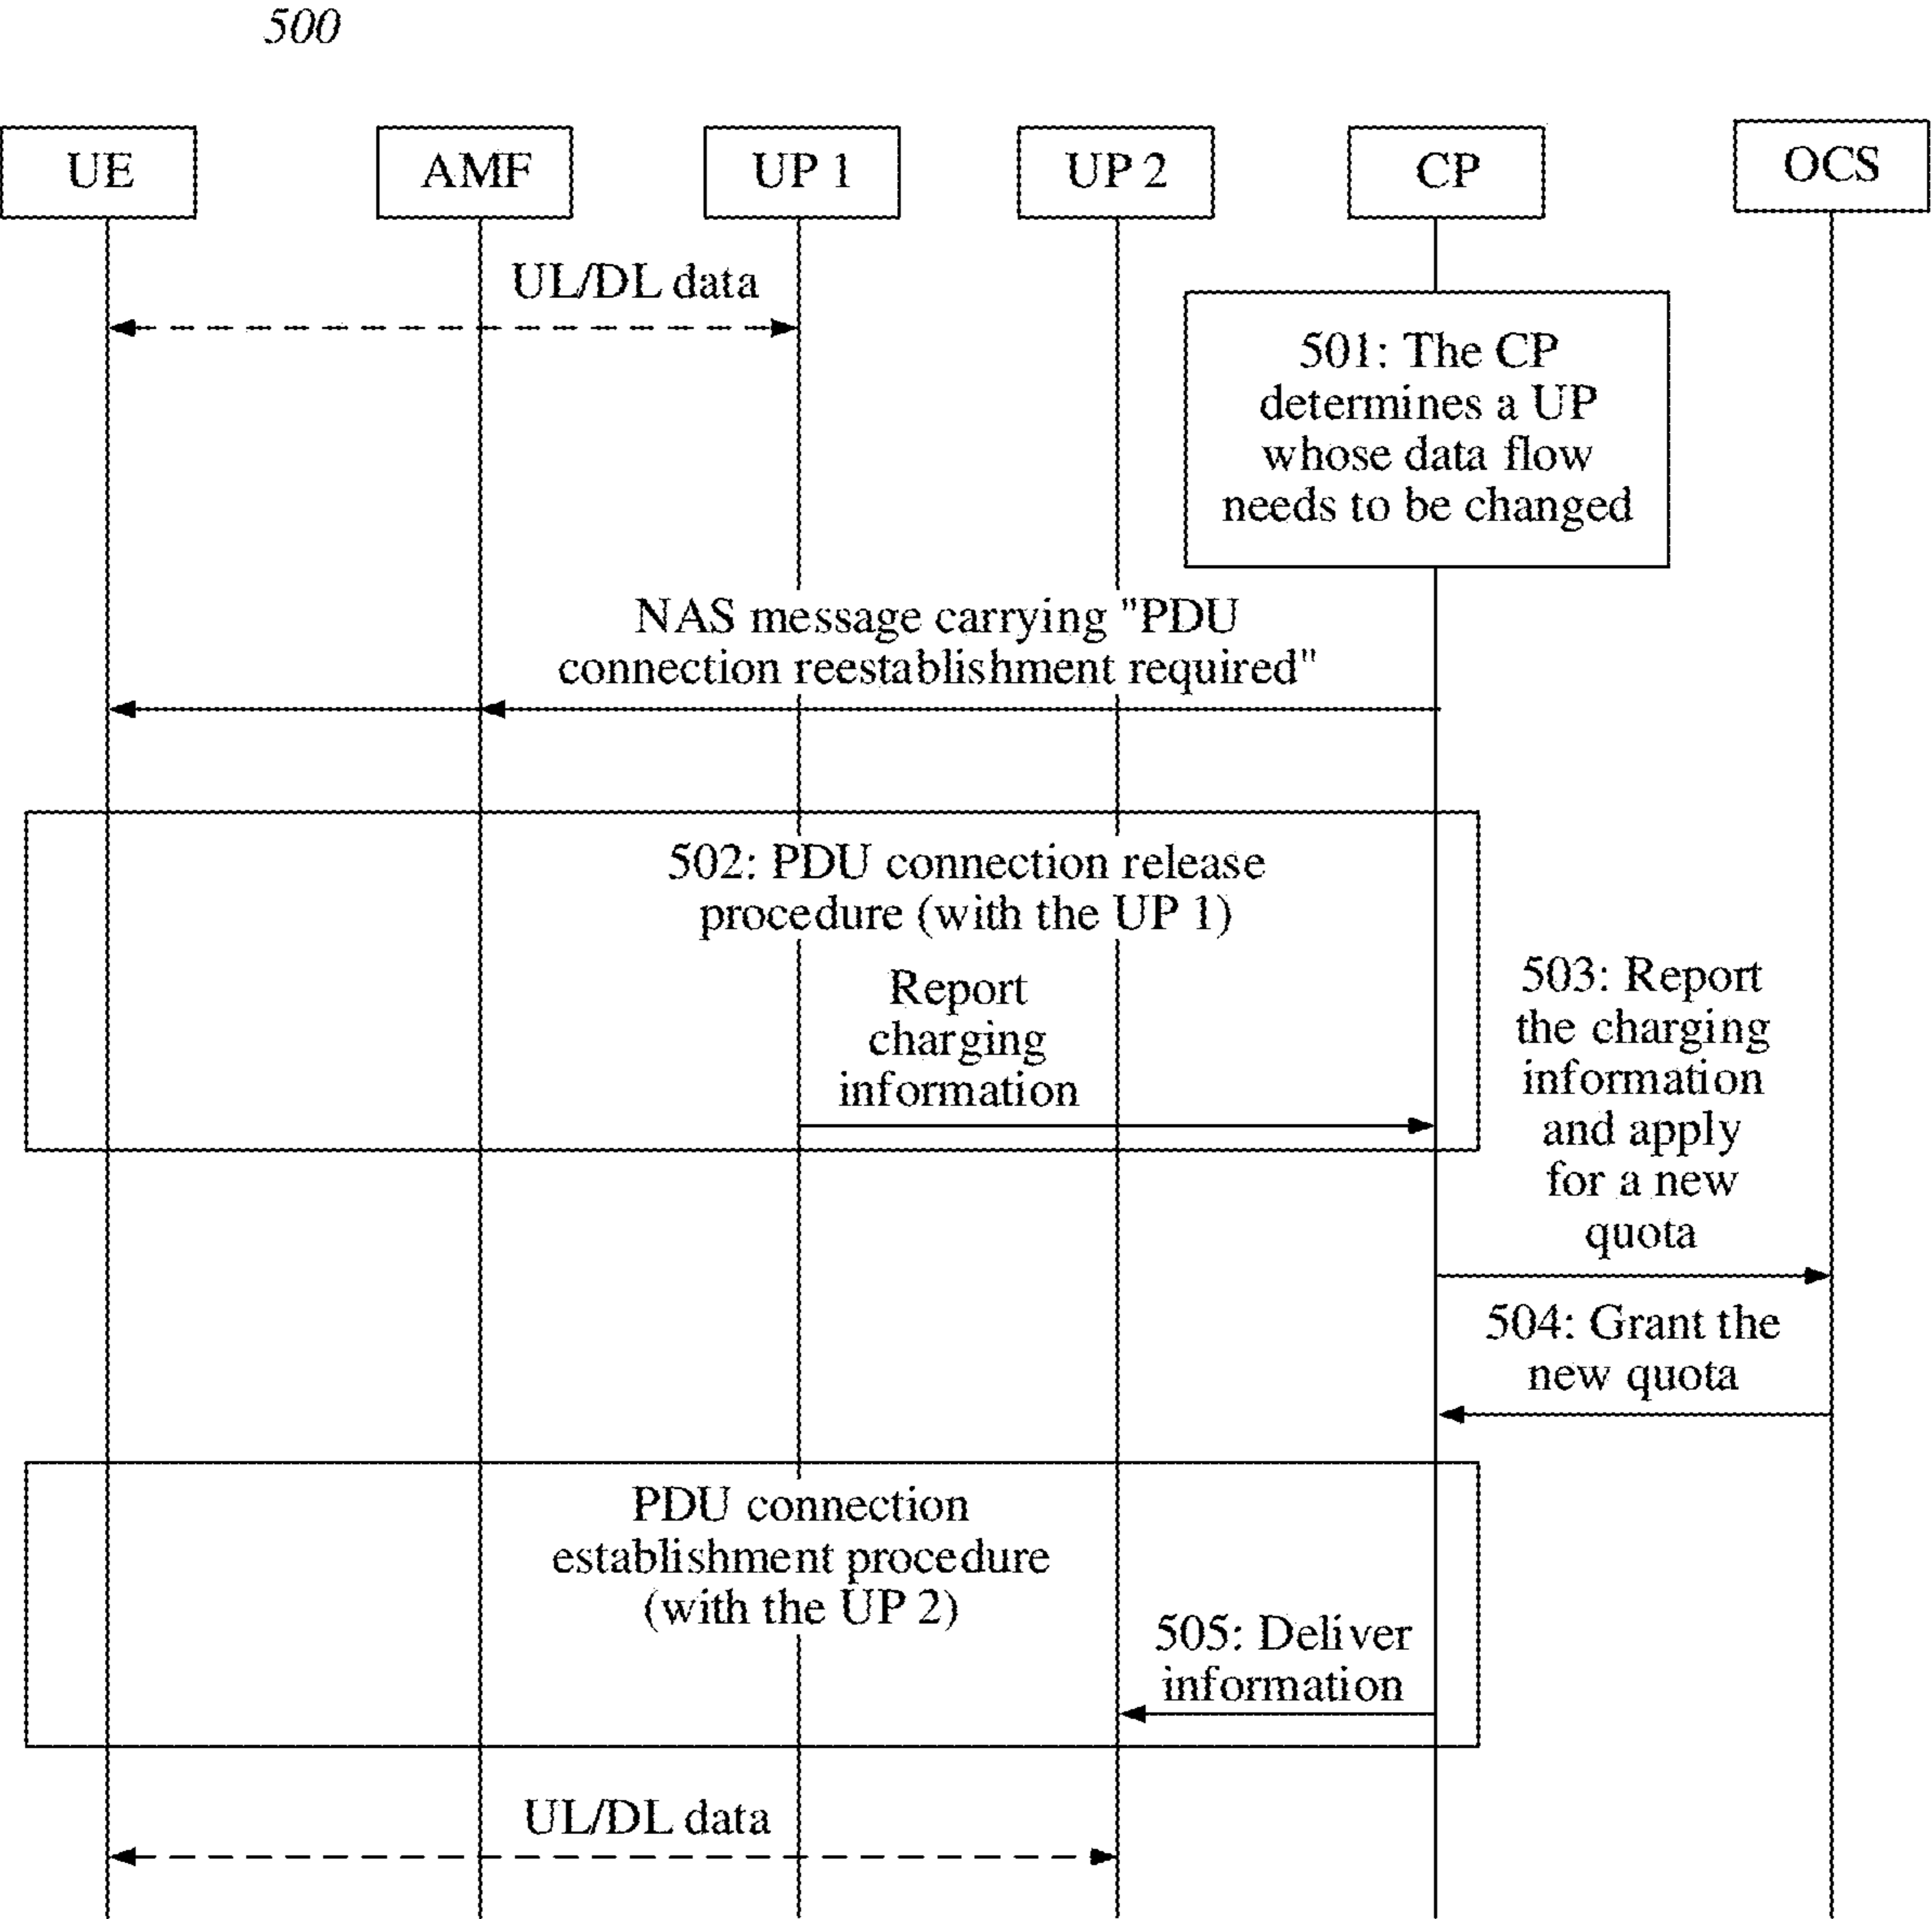 500
UE
AMF
UP 1
UP 2
CP
OCS
UL/DL data
501: The CP
determines a UP
whose data flow
needs to be changed
NAS message carrying "PDU
connection reestablishment required"
502: PDU connection release
procedure (with the UP 1)
Report
charging
information
503: Report
the charging
information
and apply
for a new
quota
504: Grant the
new quota
PDU connection
establishment procedure
(with the UP 2)
505: Deliver
information
UL/DL data